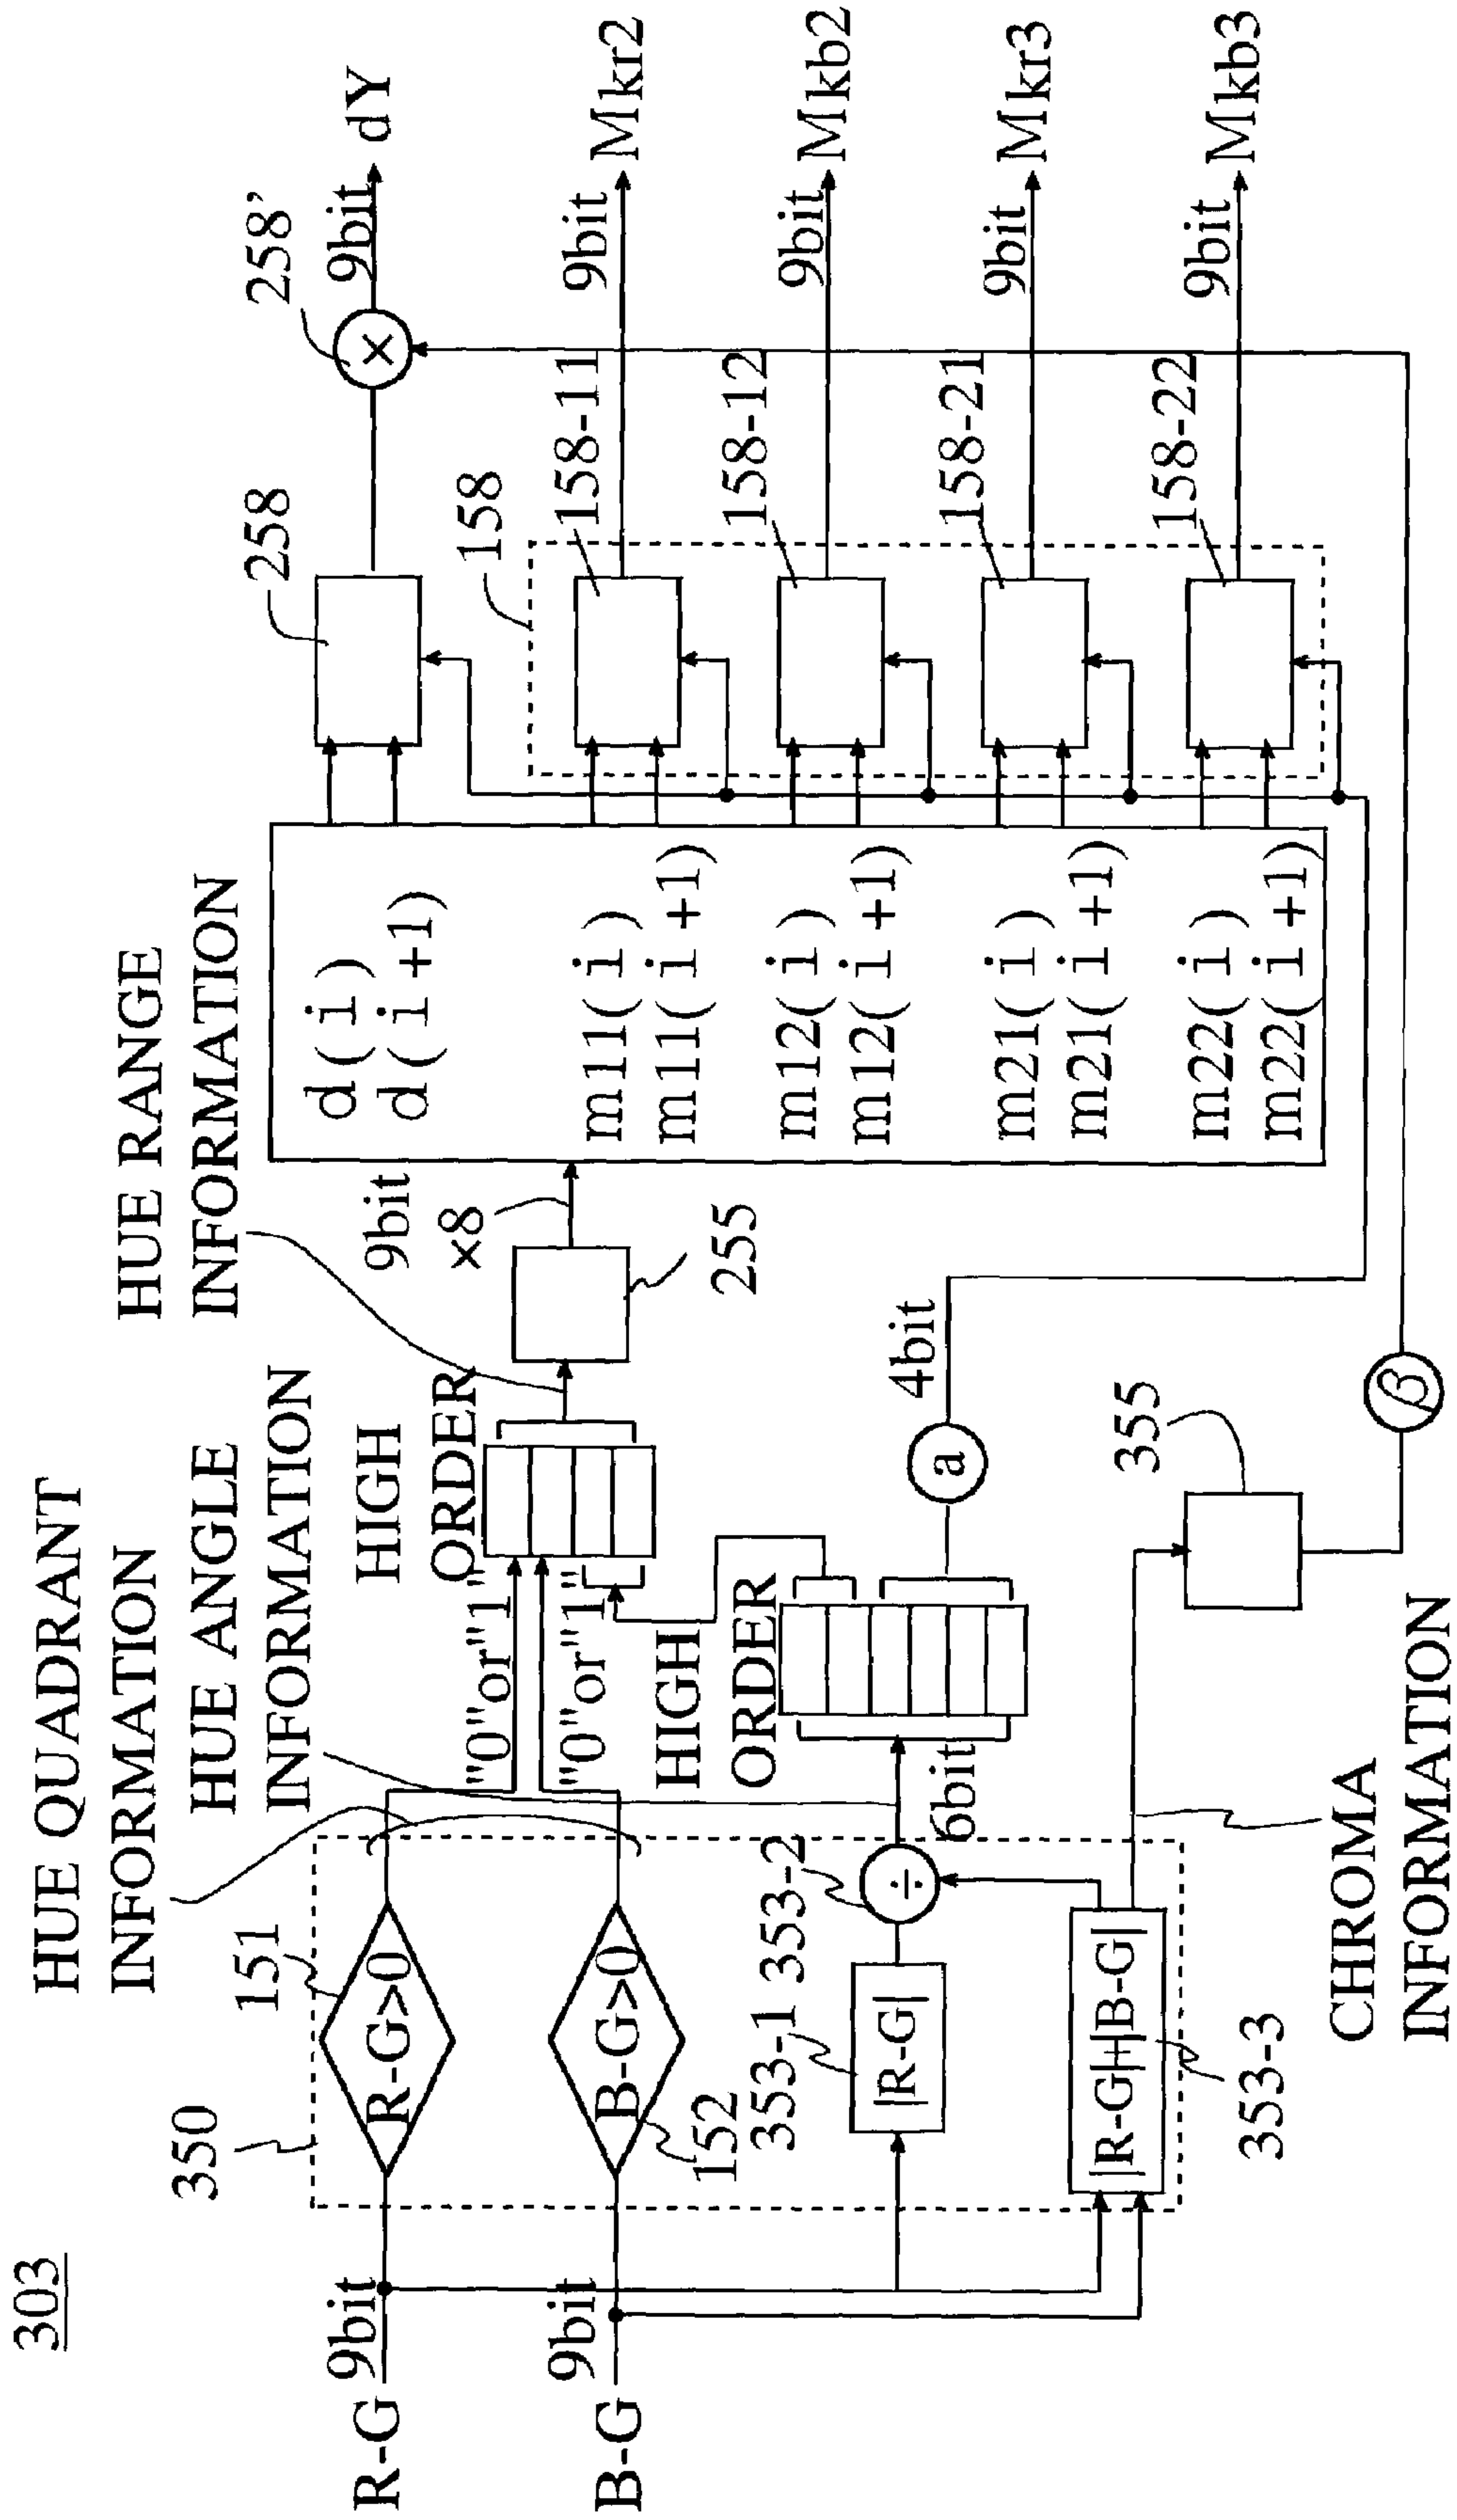 303
HUE QUADRANT
INFORMATION
HUE ANGLE
INFORMATION
HUE RANGE
INFORMATION
350
151
HIGH
ORDER
9bit
×8
258
258’
R-G
9bit
R-G>0
"0"or"1"
d(i)
d(i+1)
9bit
dY
158
B-G
9bit
B-G>0
152
"0"or"1"
255
m11(i)
m11(i+1)
158-11
9bit
Mkr2
HIGH
ORDER
353-1
353-2
|R-G|
÷
6bit
a
4bit
m12(i)
m12(i+1)
158-12
9bit
Mkb2
m21(i)
m21(i+1)
158-21
9bit
Mkr3
|R-G|+|B-G|
353-3
355
m22(i)
m22(i+1)
158-22
9bit
Mkb3
×
β
CHROMA
INFORMATION